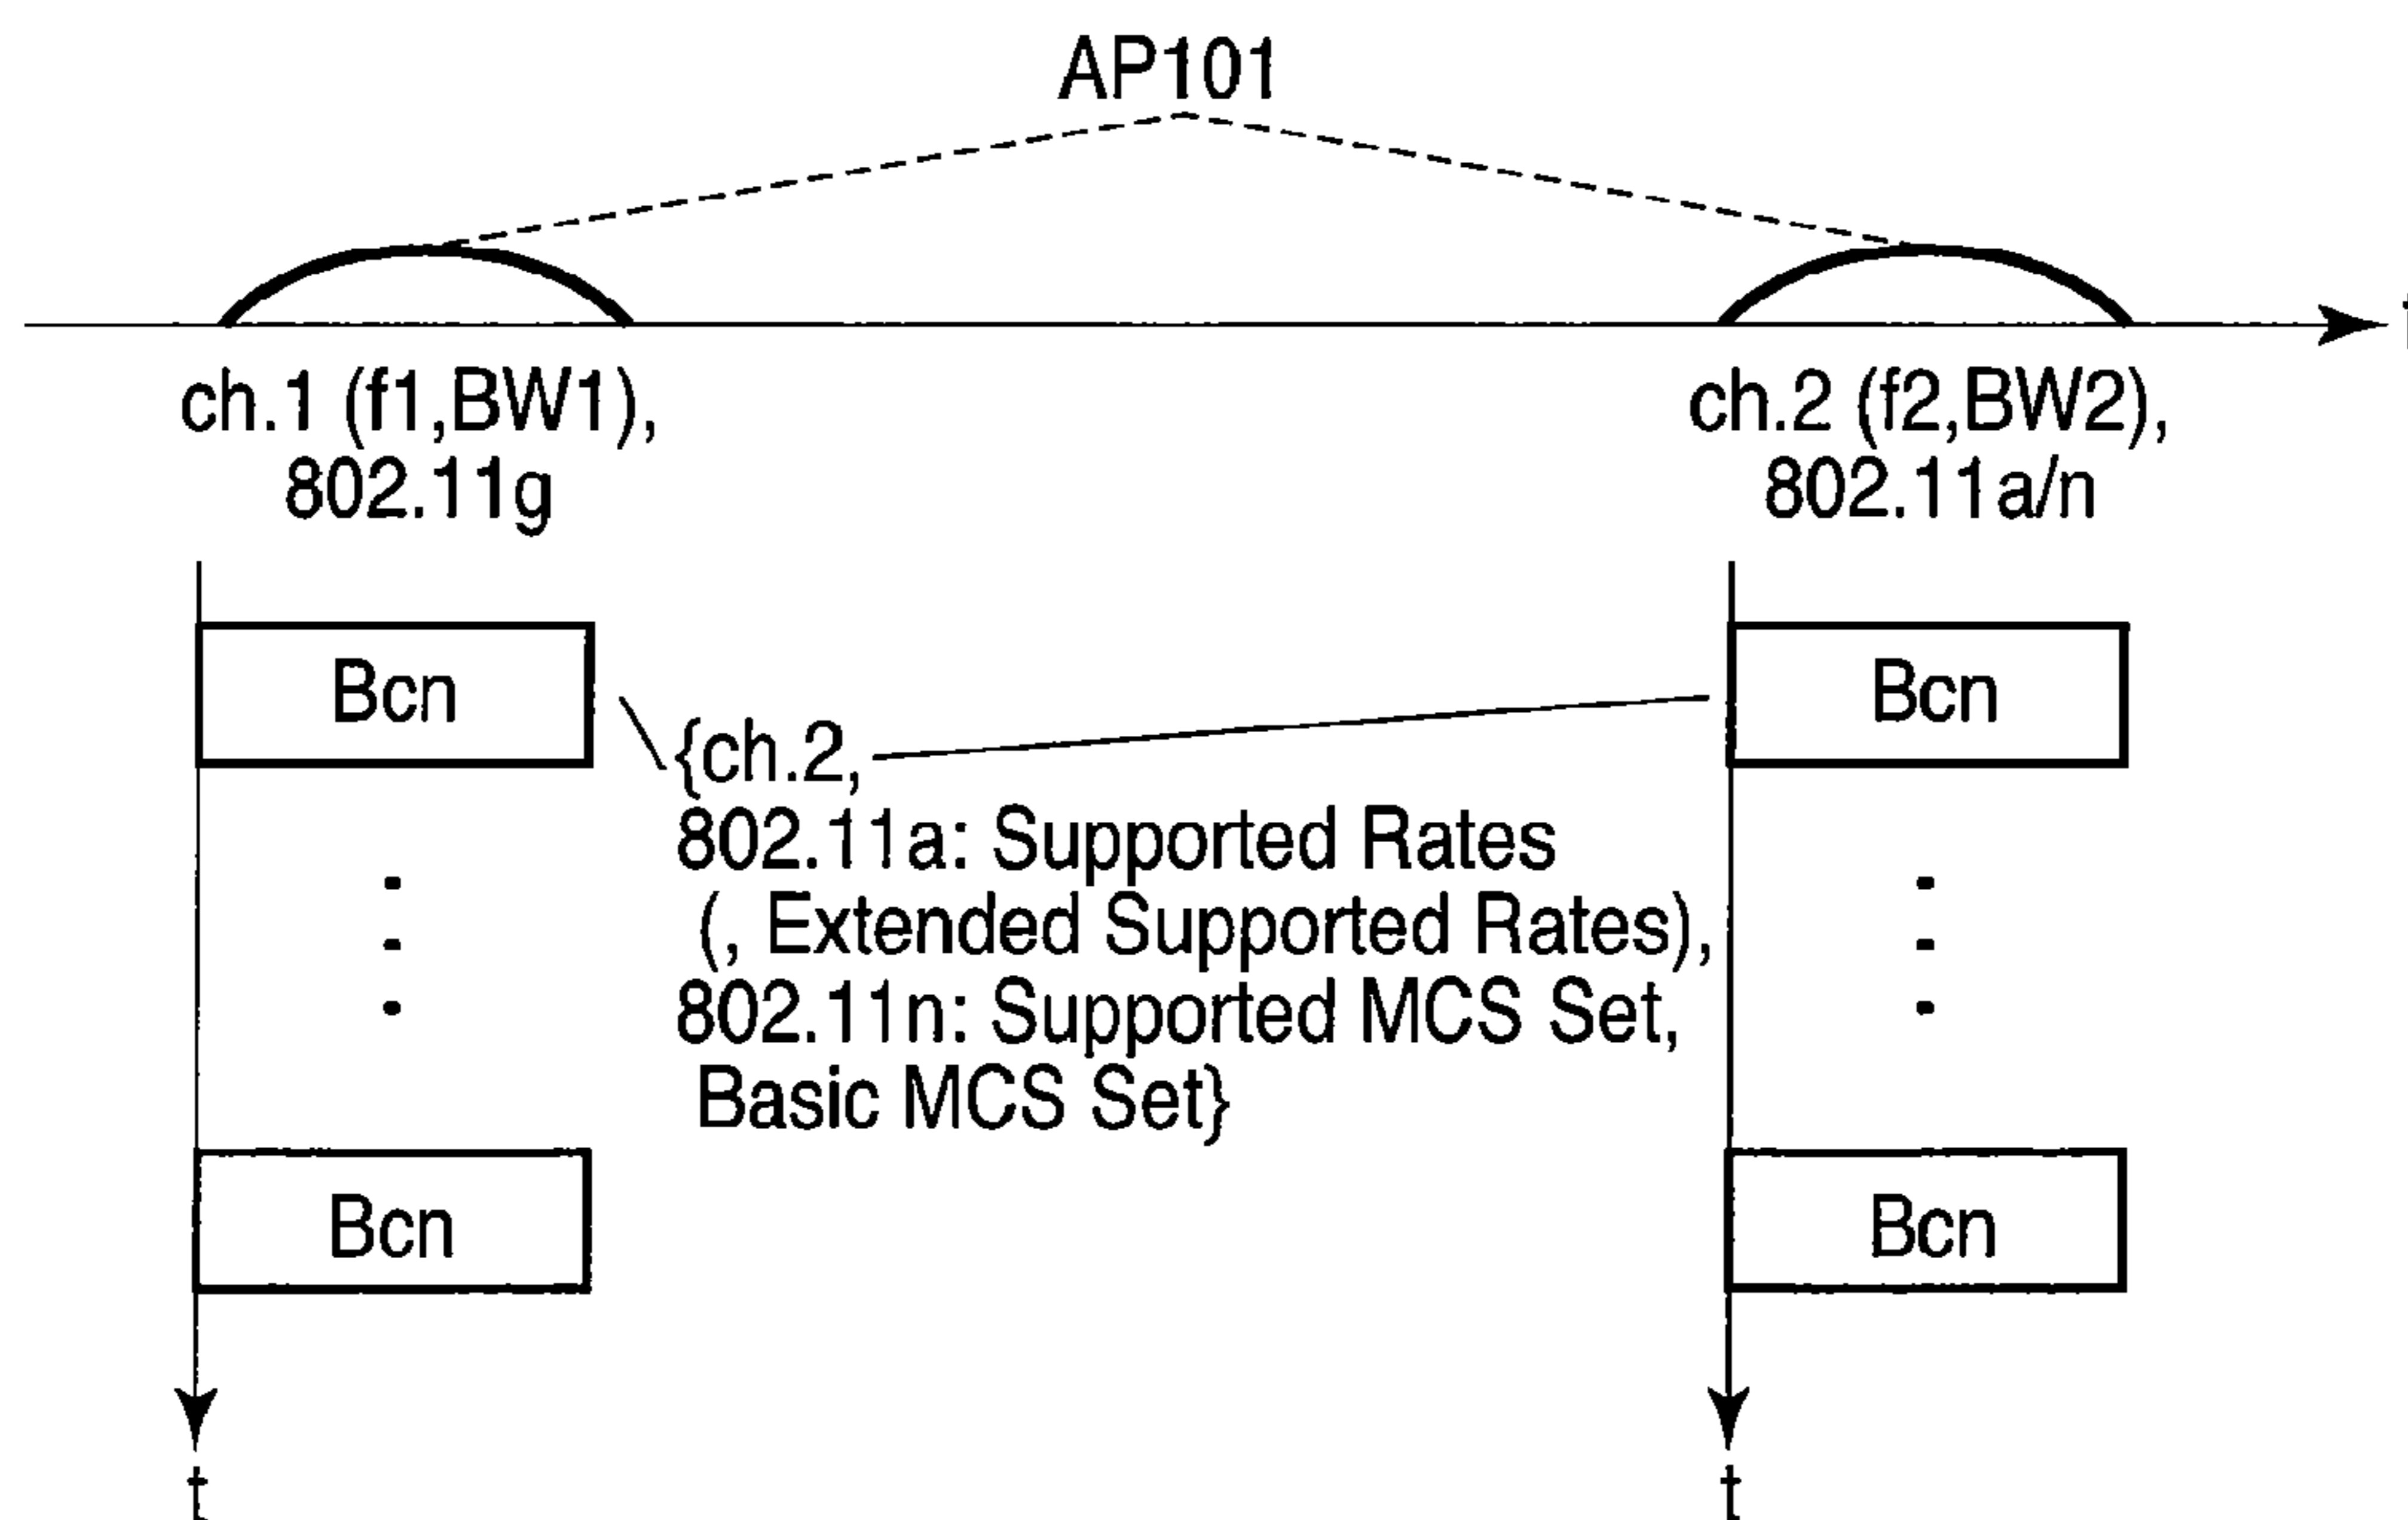 AP101
f
ch.1 (f1,BW1),
802.11g
ch.2 (f2,BW2),
802.11a/n
Bcn
Bcn
{ch.2,
802.11a: Supported Rates
(, Extended Supported Rates),
802.11n: Supported MCS Set,
Basic MCS Set}
Bcn
Bcn
t
t